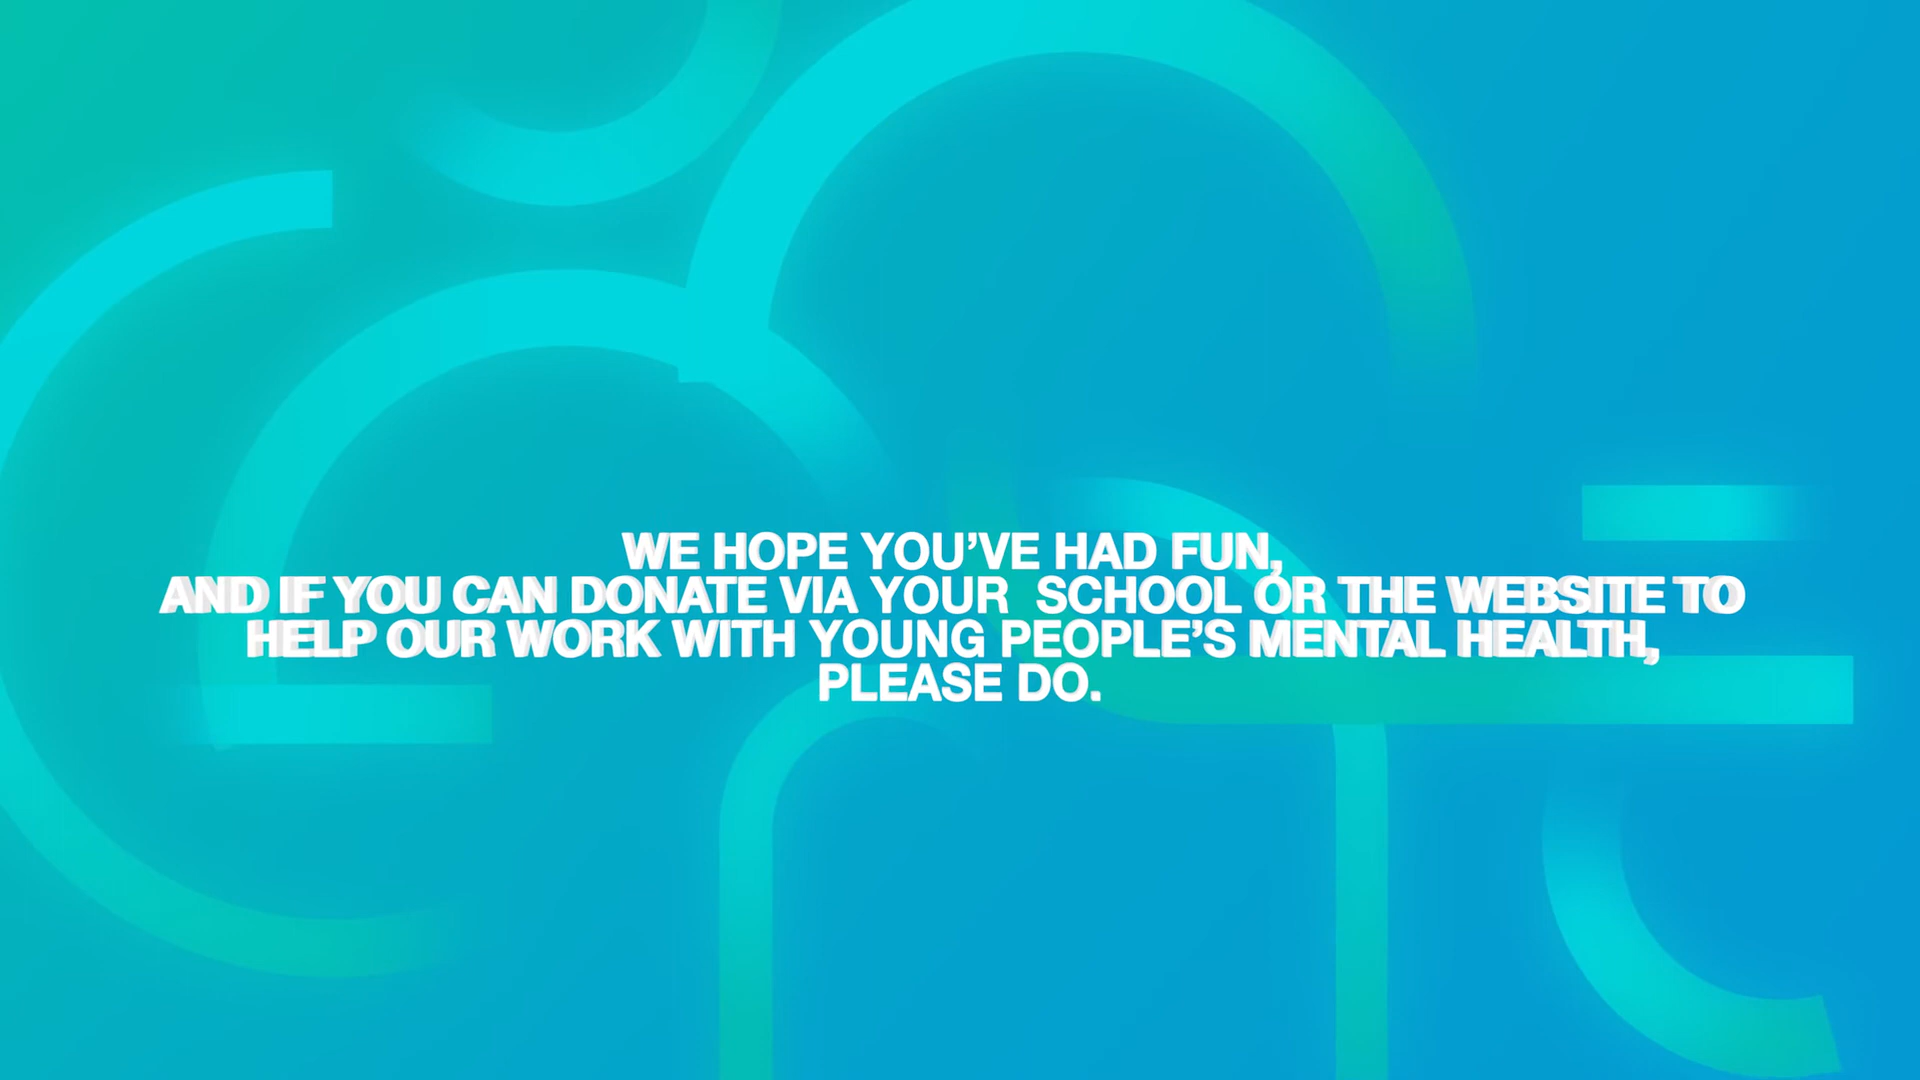 WE HOPE YOU’VE HAD FUN,
AND IF YOU CAN DONATE VIA YOUR  SCHOOL OR THE WEBSITE TO
HELP OUR WORK WITH YOUNG PEOPLE’S MENTAL HEALTH,
PLEASE DO.